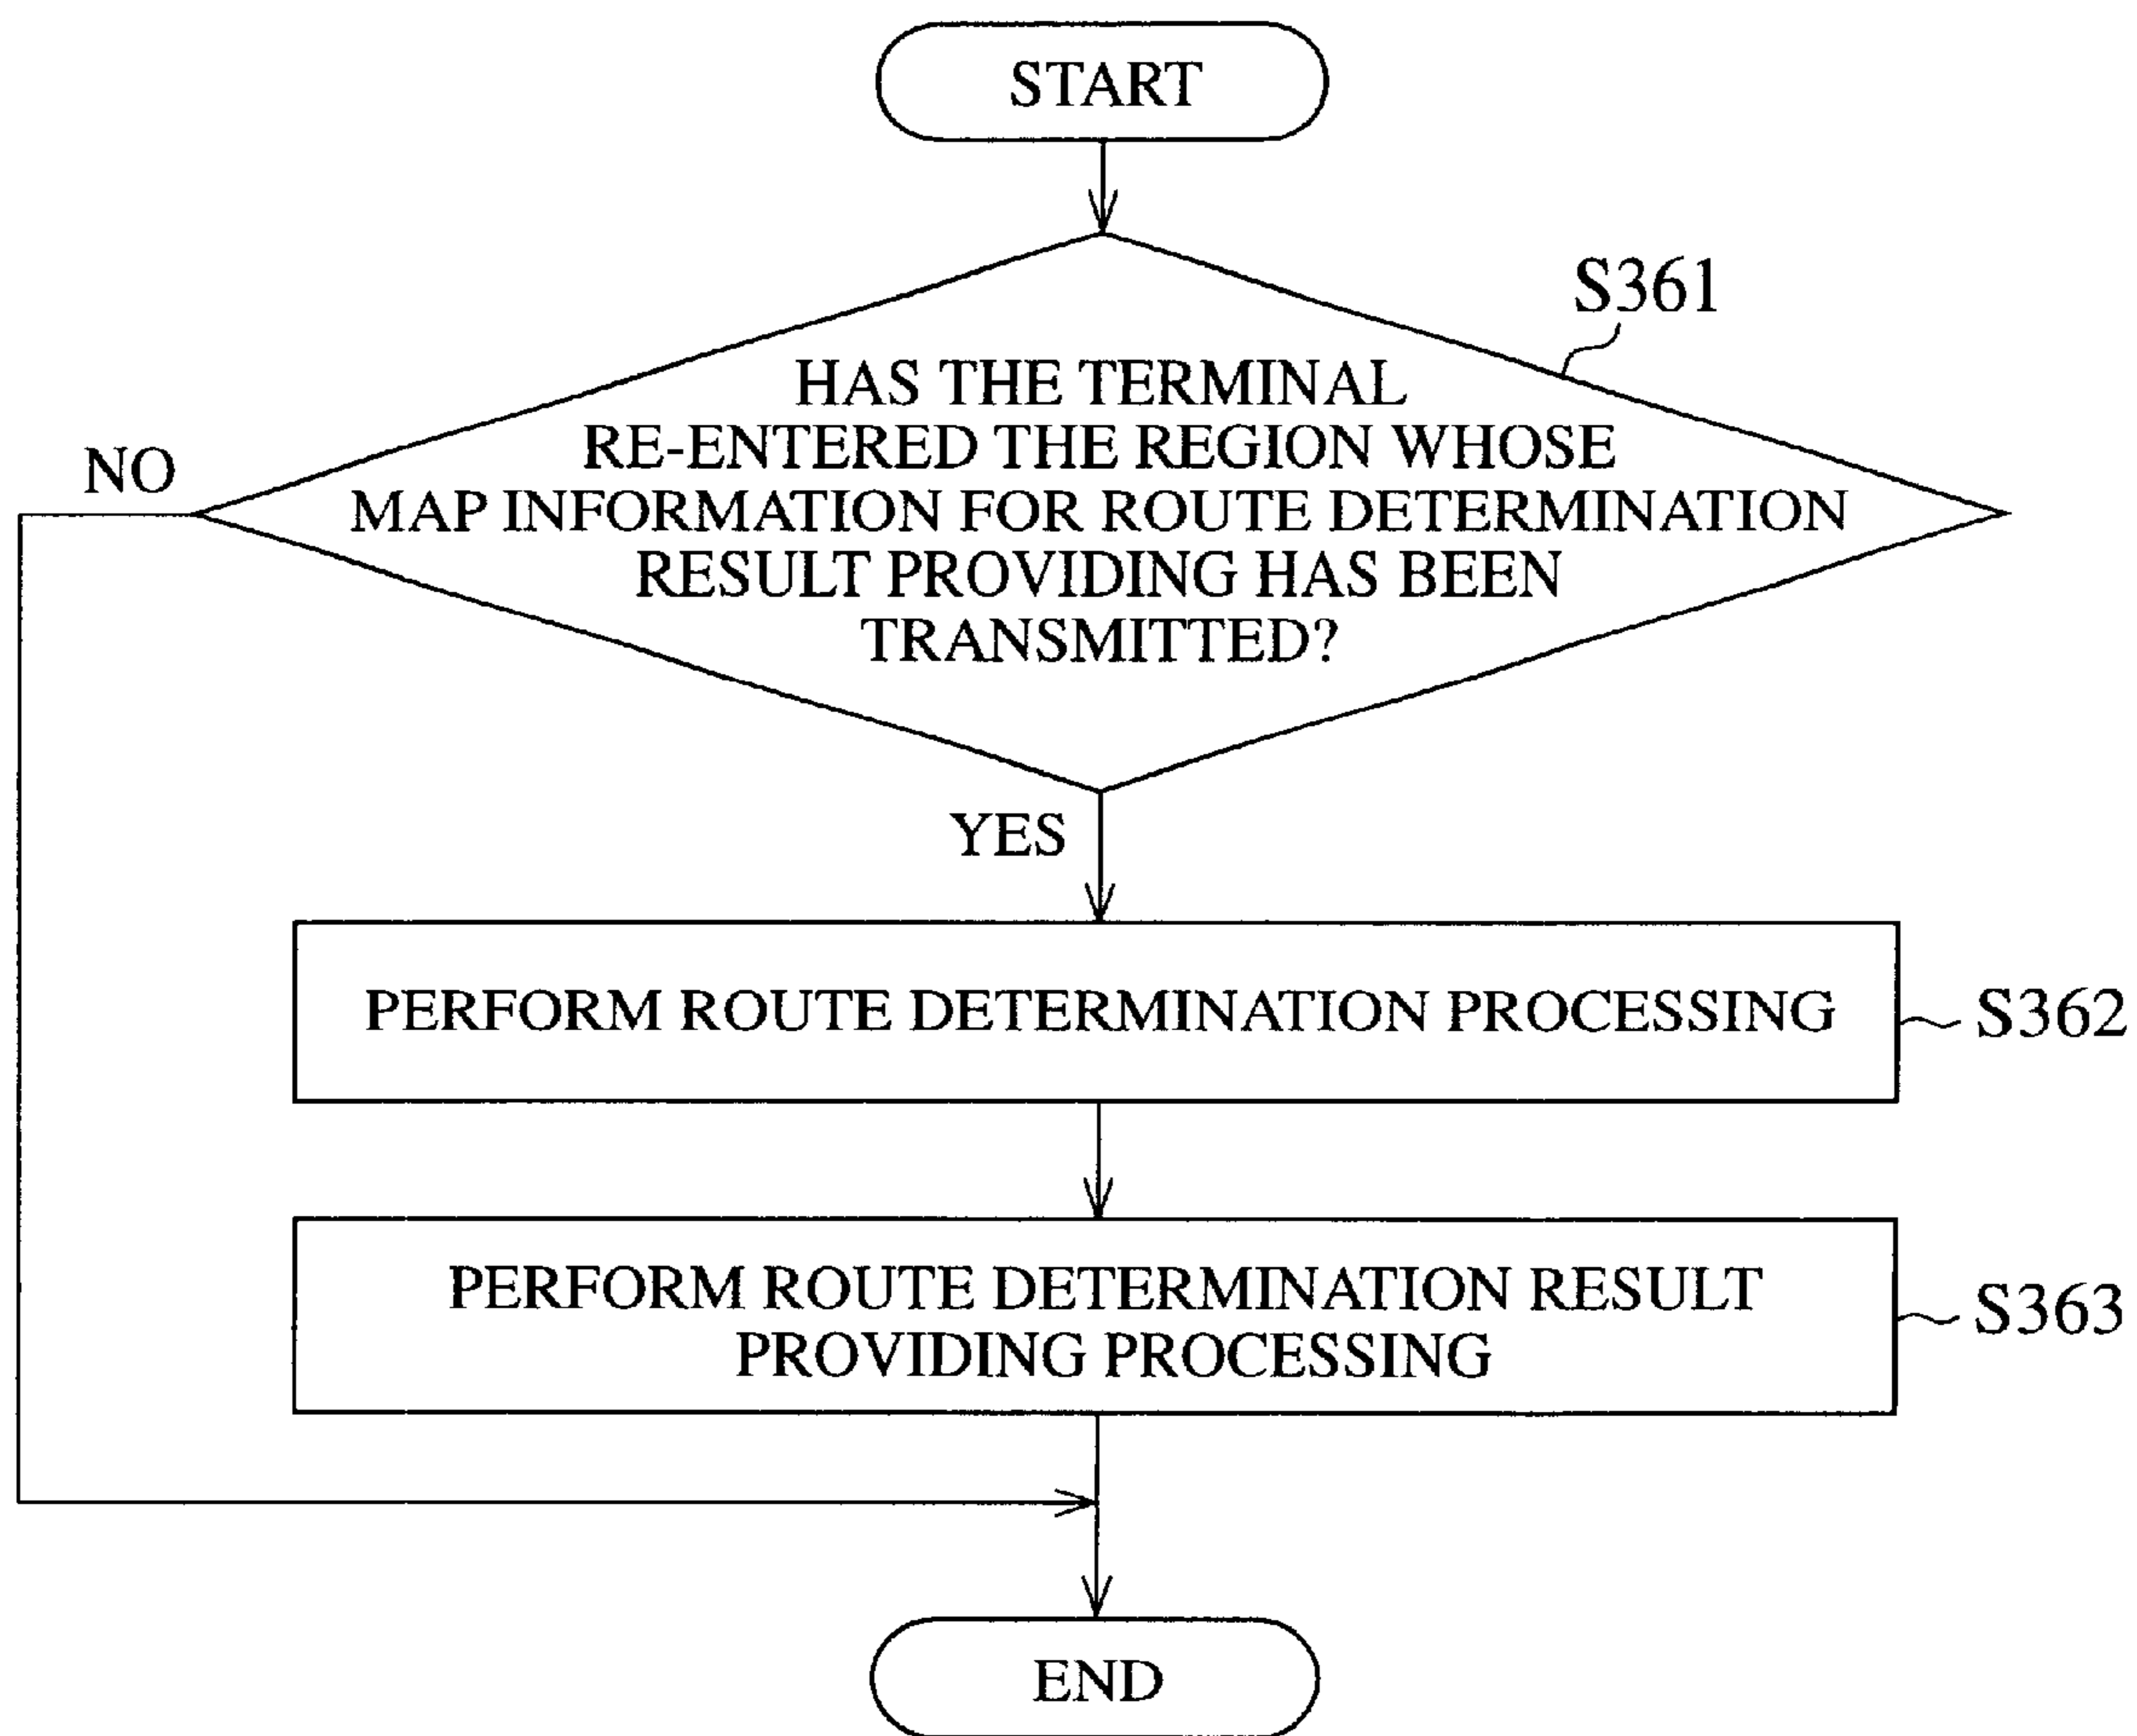 START
S361
HAS THE TERMINAL
RE-ENTERED THE REGION WHOSE
MAP INFORMATION FOR ROUTE DETERMINATION
RESULT PROVIDING HAS BEEN
TRANSMITTED?
NO
YES
PERFORM ROUTE DETERMINATION PROCESSING
S362
PERFORM ROUTE DETERMINATION RESULT
PROVIDING PROCESSING
S363
END